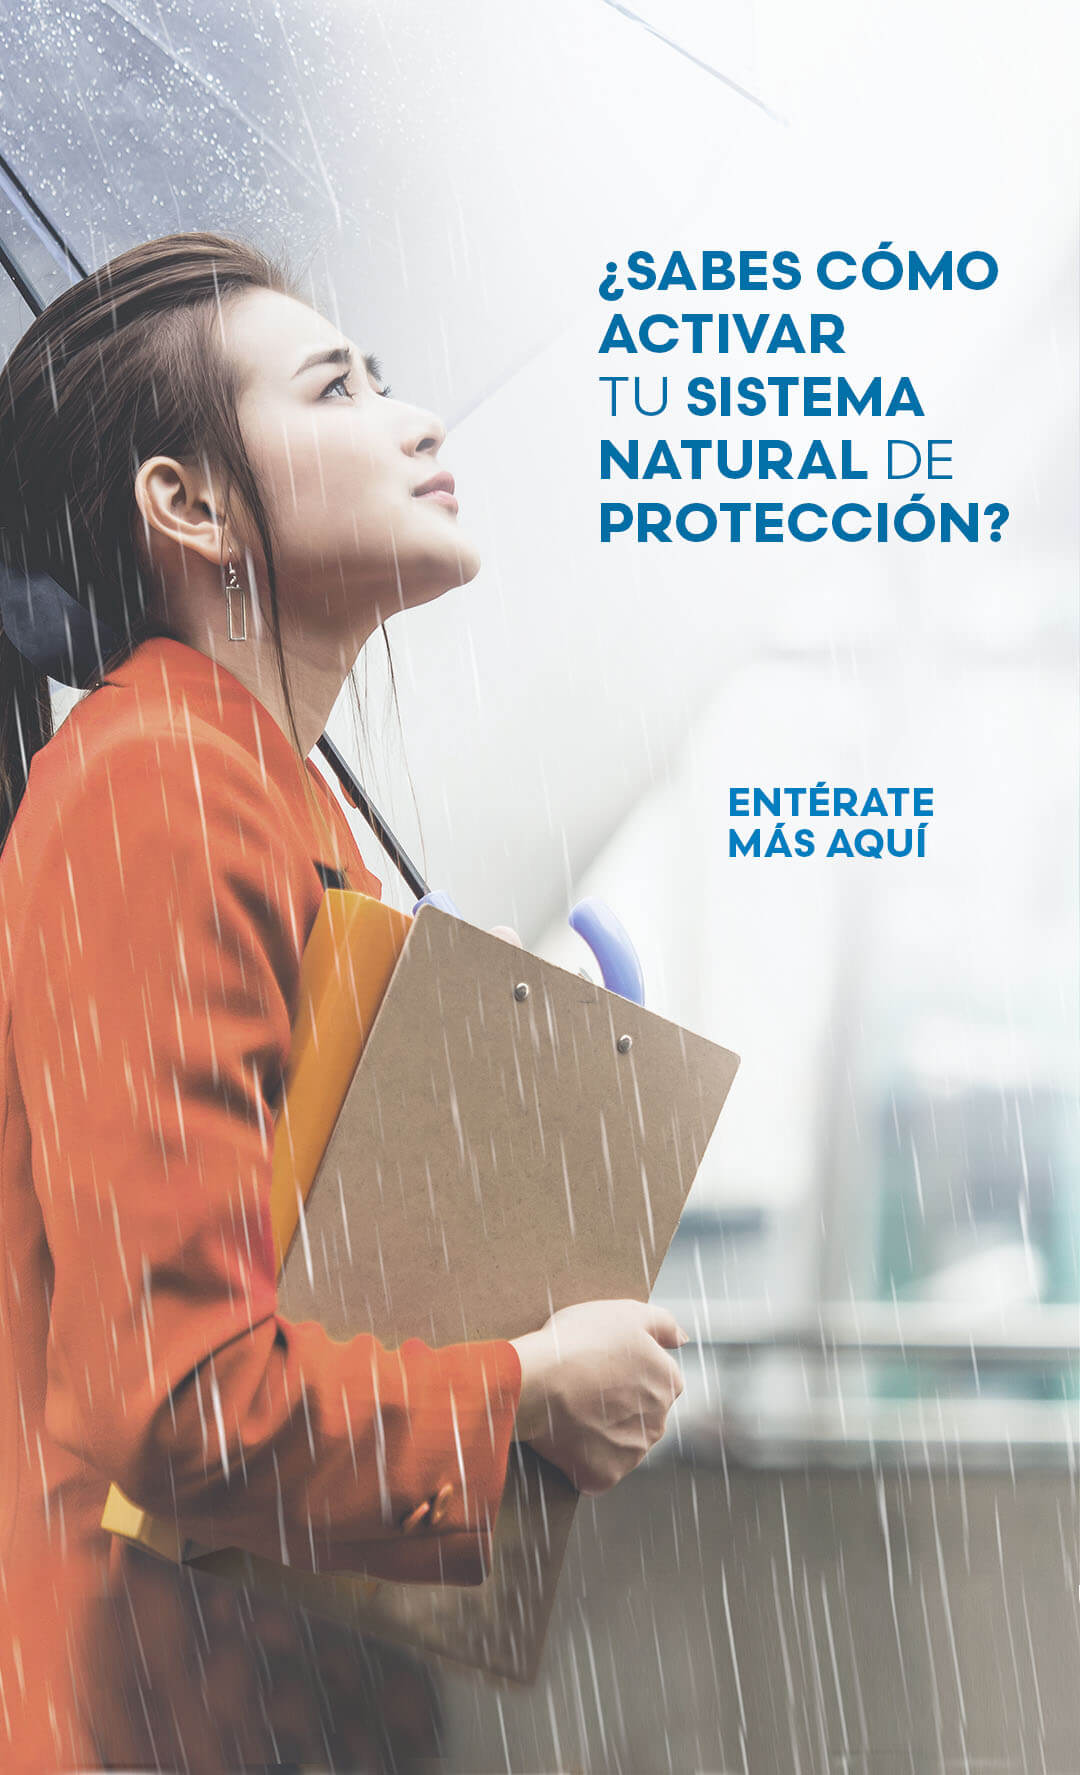 ¿SABES CÓMO
ACTIVAR
TU SISTEMA
NATURAL DE
PROTECCIÓN?
ENTÉRATE
MÁS AQUÍ